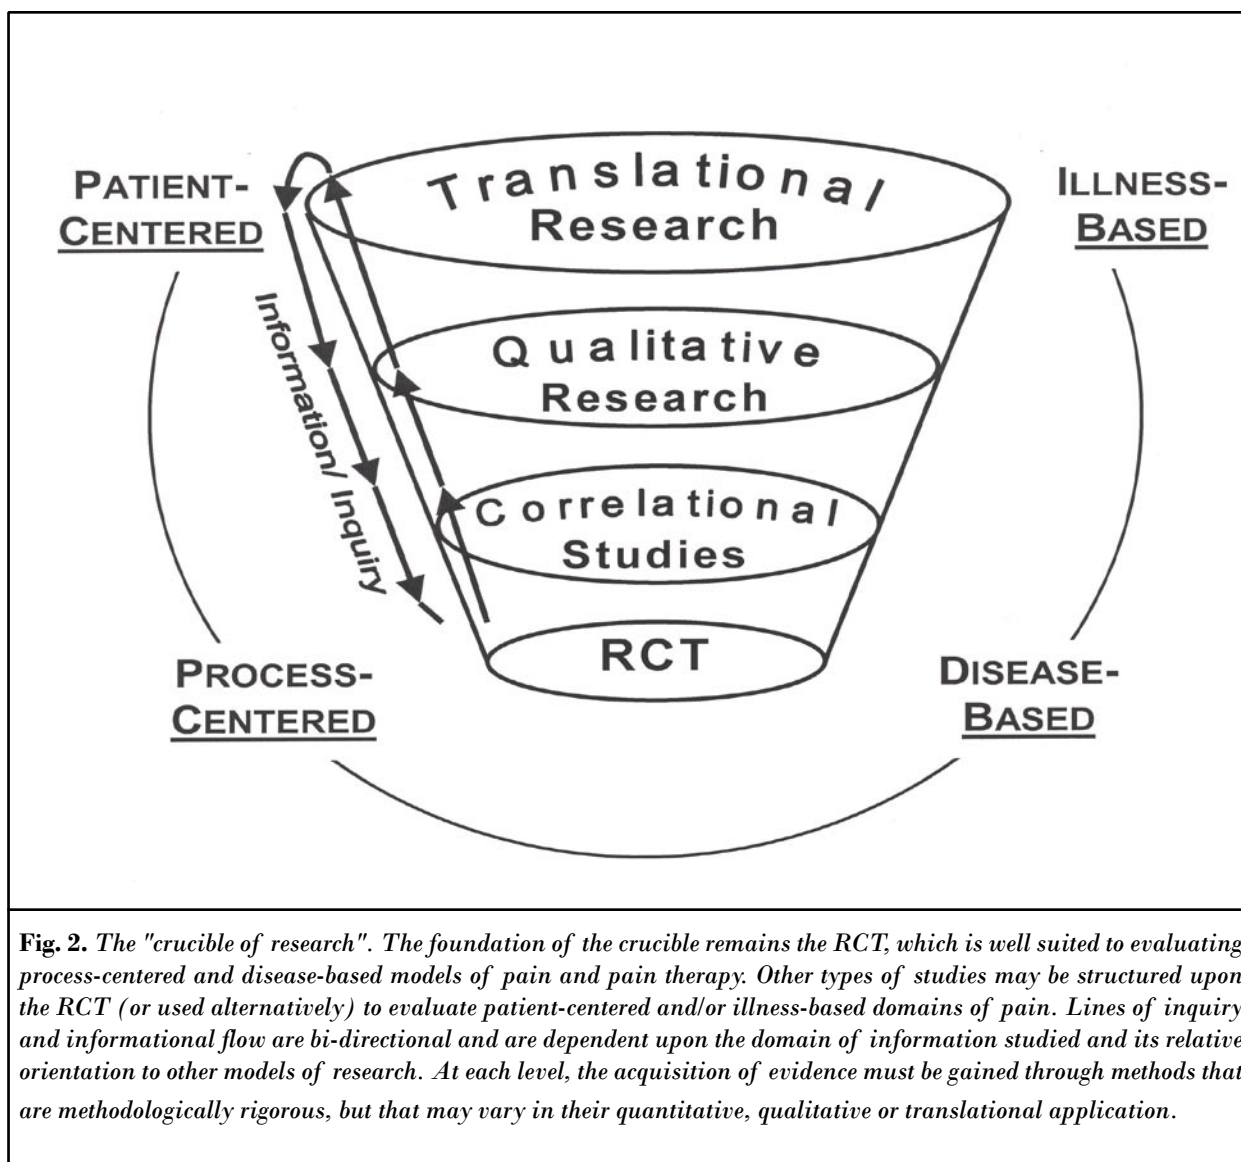 PATIENT-
CENTERED
ILLNESS-
BASED
Translational
Research
Qualitative
Research
Correlational
Studies
RCT
Information/ Inquiry
PROCESS-
CENTERED
DISEASE-
BASED
Fig. 2. The "crucible of research". The foundation of the crucible remains the RCT, which is well suited to evaluating
process-centered and disease-based models of pain and pain therapy. Other types of studies may be structured upon
the RCT (or used alternatively) to evaluate patient-centered and/or illness-based domains of pain. Lines of inquiry
and informational flow are bi-directional and are dependent upon the domain of information studied and its relative
orientation to other models of research. At each level, the acquisition of evidence must be gained through methods that
are methodologically rigorous, but that may vary in their quantitative, qualitative or translational application.